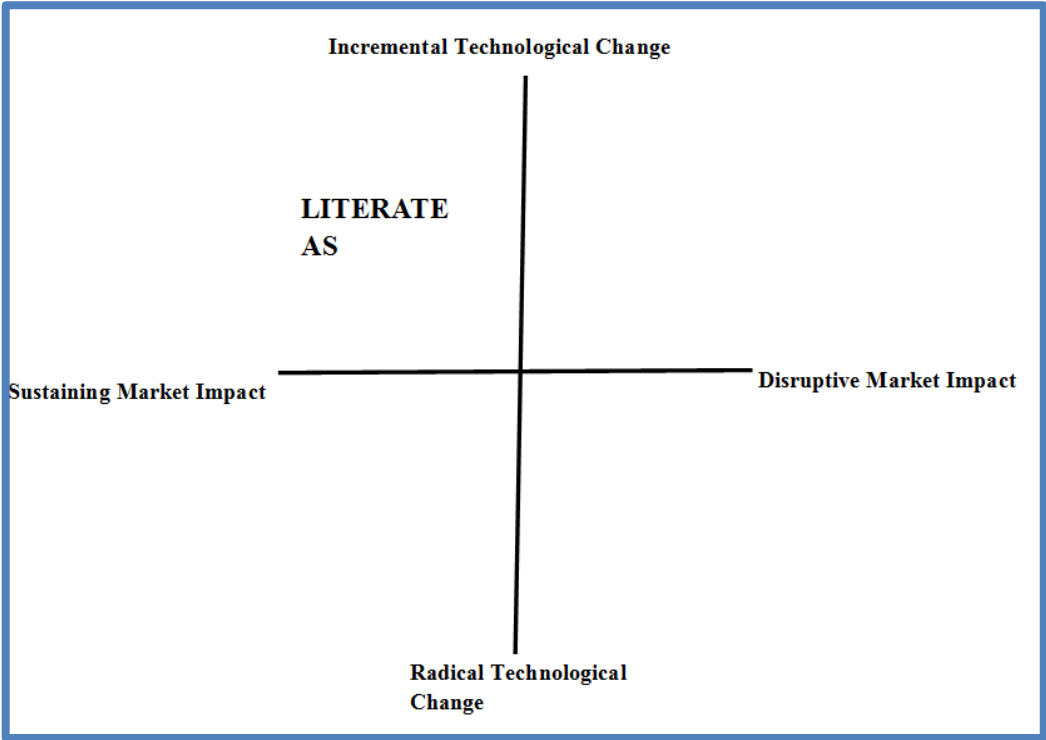 Incremental Technological Change
LITERATE
AS
Sustaining Market Impact
Disruptive Market Impact
Radical Technological
Change